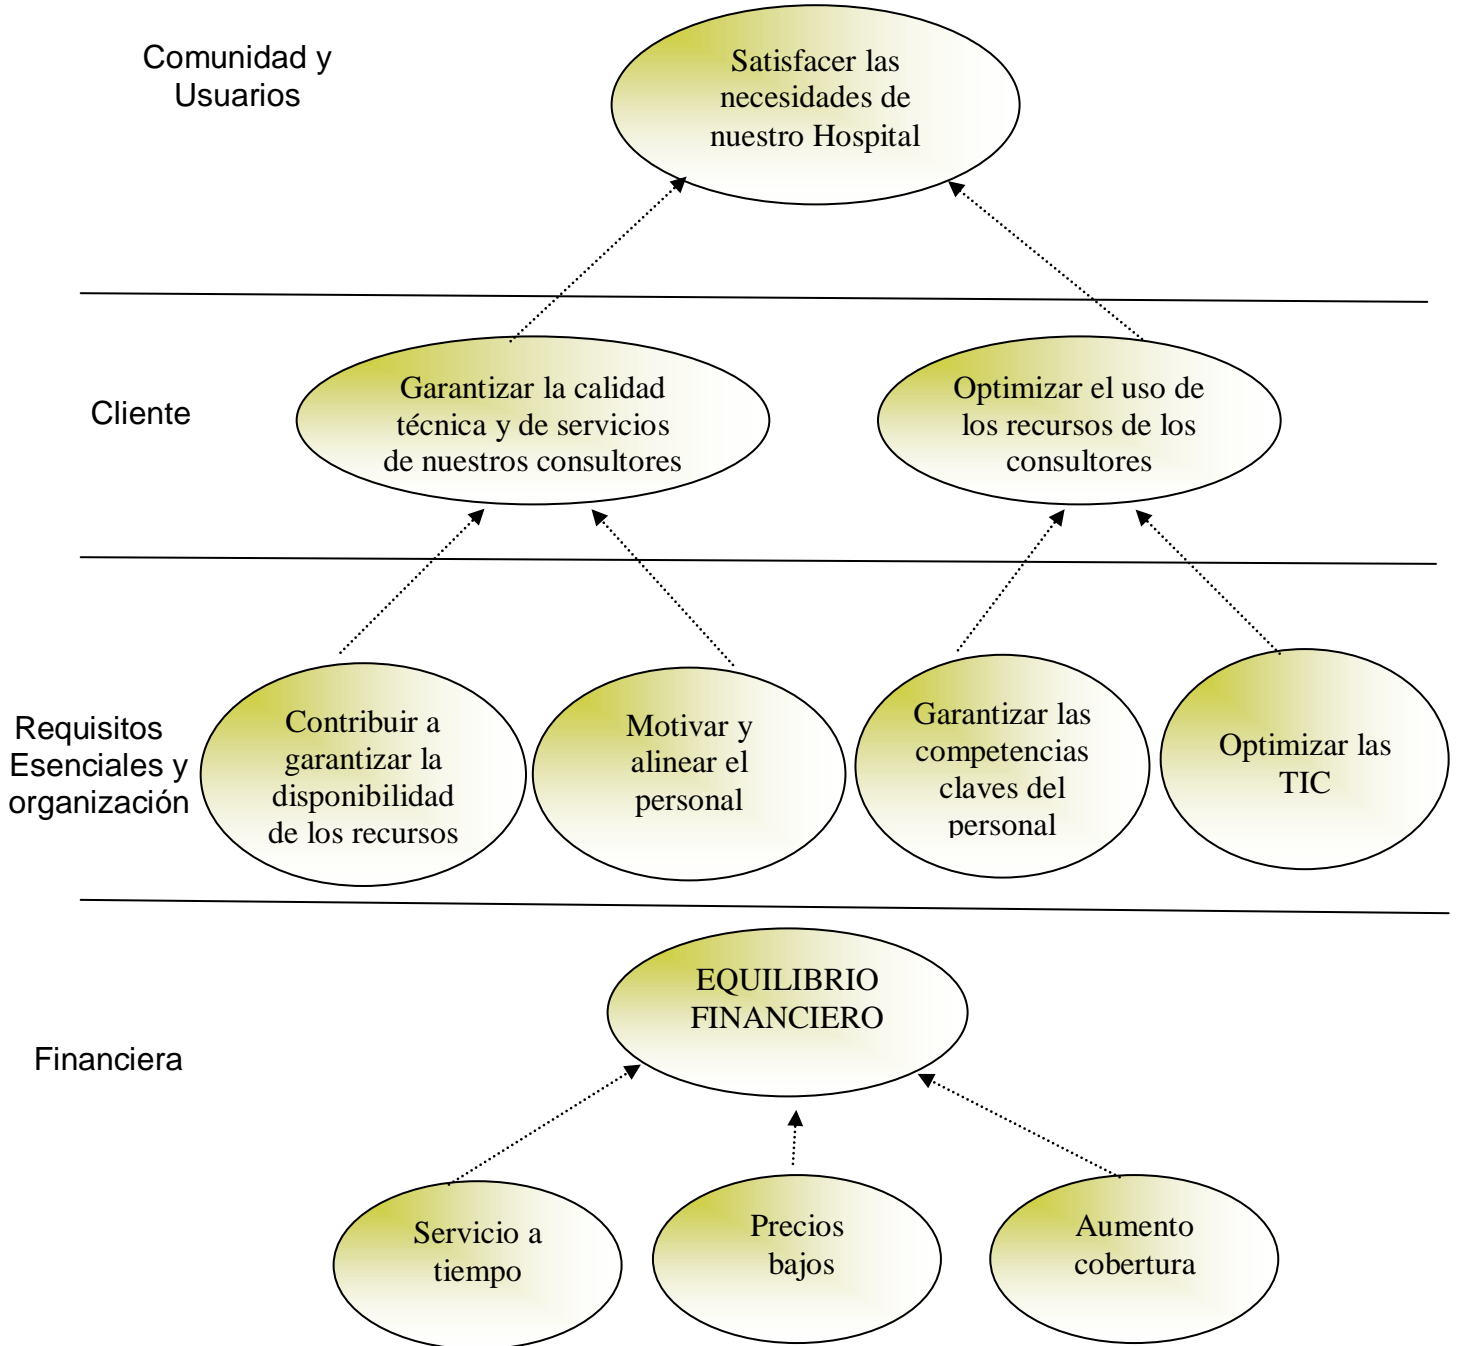 Comunidad y
Usuarios
Satisfacer las
necesidades de
nuestro Hospital
Cliente
Garantizar la calidad
técnica y de servicios
de nuestros consultores
Optimizar el uso de
los recursos de los
consultores
Requisitos
Esenciales y
organización
Contribuir a
garantizar la
disponibilidad
de los recursos
Motivar y
alinear el
personal
Garantizar las
competencias
claves del
personal
Optimizar las
TIC
Financiera
EQUILIBRIO
FINANCIERO
Servicio a
tiempo
Precios
bajos
Aumento
cobertura